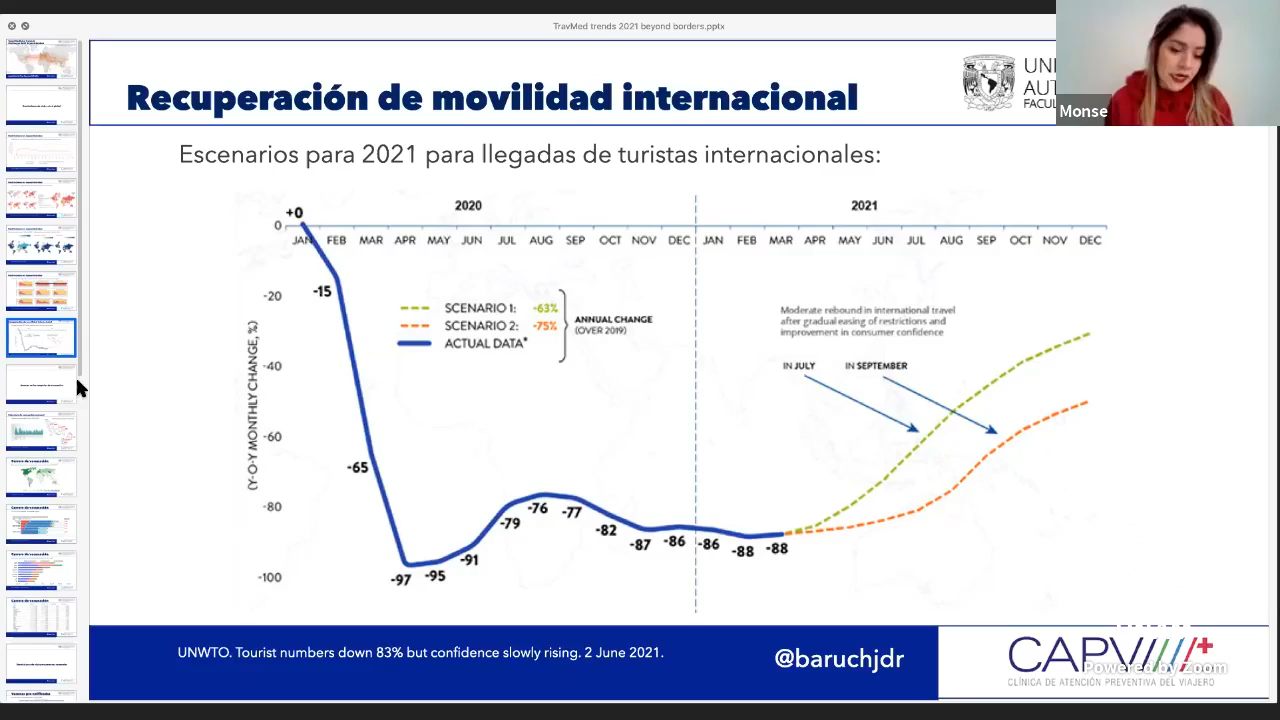 TravMed trends 2021 beyond borders.pptx
Recuperación de movilidad internacional
UNI
AUT
FACUL
Monse
Escenarios para 2021 para llegadas de turistas internacionales:
2020
2021
+0
0
JAN FEB MAR APR MAY JUN JUL AUG SEP OCT NOV DEC JAN FEB MAR APR MAY JUN JUL AUG SEP OCT NOV DEC
-15
-20
SCENARIO 1: -63%
SCENARIO 2: -75%
ACTUAL DATA*
ANNUAL CHANGE
(OVER 2019)
Moderate rebound in international travel
after gradual easing of restrictions and
improvement in consumer confidence
IN JULY
IN SEPTEMBER
(Y-O-Y MONTHLY CHANGE, %)
-40
-60
-65
-80
-79
-76
-77
-82
-87
-86
-86
-88
-88
-91
-97
-95
-100
UNWTO. Tourist numbers down 83% but confidence slowly rising. 2 June 2021.
@baruchjdr
CAPV
CLÍNICA DE ATENCIÓN PREVENTIVA DEL VIAJERO
Powered by Zoom